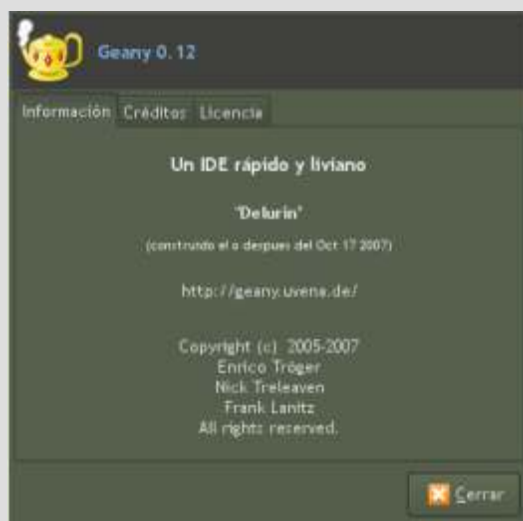 Geany 0.12
Información Créditos Licencia
Un IDE rápido y liviano
"Delurin"
(construido el o despues del Oct 17 2007)
http://geany.uvena.de/
Copyright (c) 2005-2007
Enrico Tröger
Nick Treleaven
Frank Lanitz
All rights reserved.
Cerrar